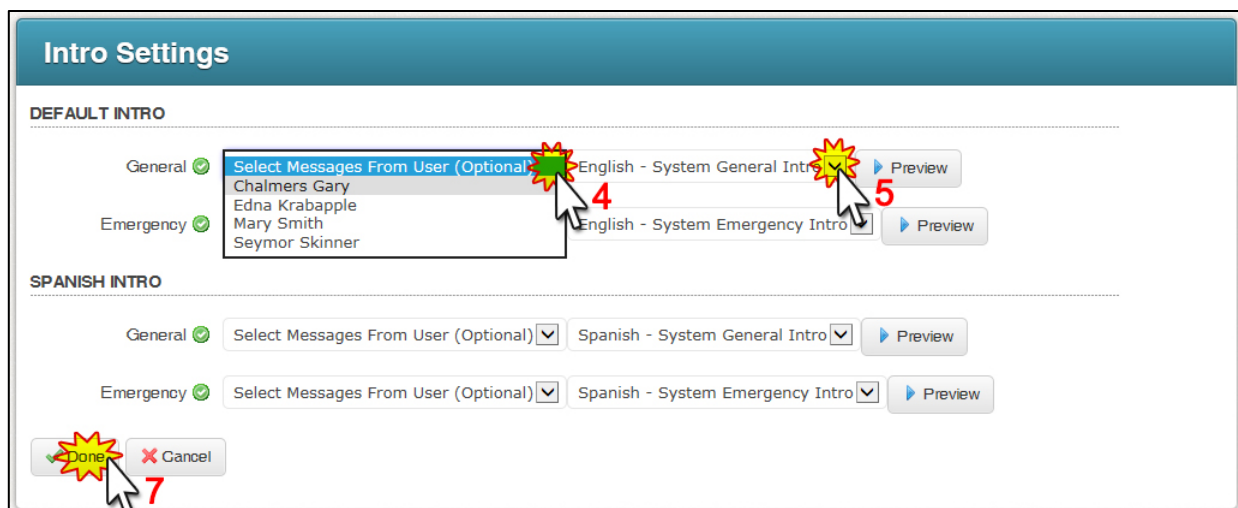 Intro Settings
DEFAULT INTRO
General Select Messages From User (Optional) English - System General Intro Preview
Chalmers Gary
4 5
Edna Krabapple
Emergency Mary Smith English - System Emergency Intro Preview
Seymor Skinner
SPANISH INTRO
General Select Messages From User (Optional) Spanish - System General Intro Preview
Emergency Select Messages From User (Optional) Spanish - System Emergency Intro Preview
Done Cancel
7